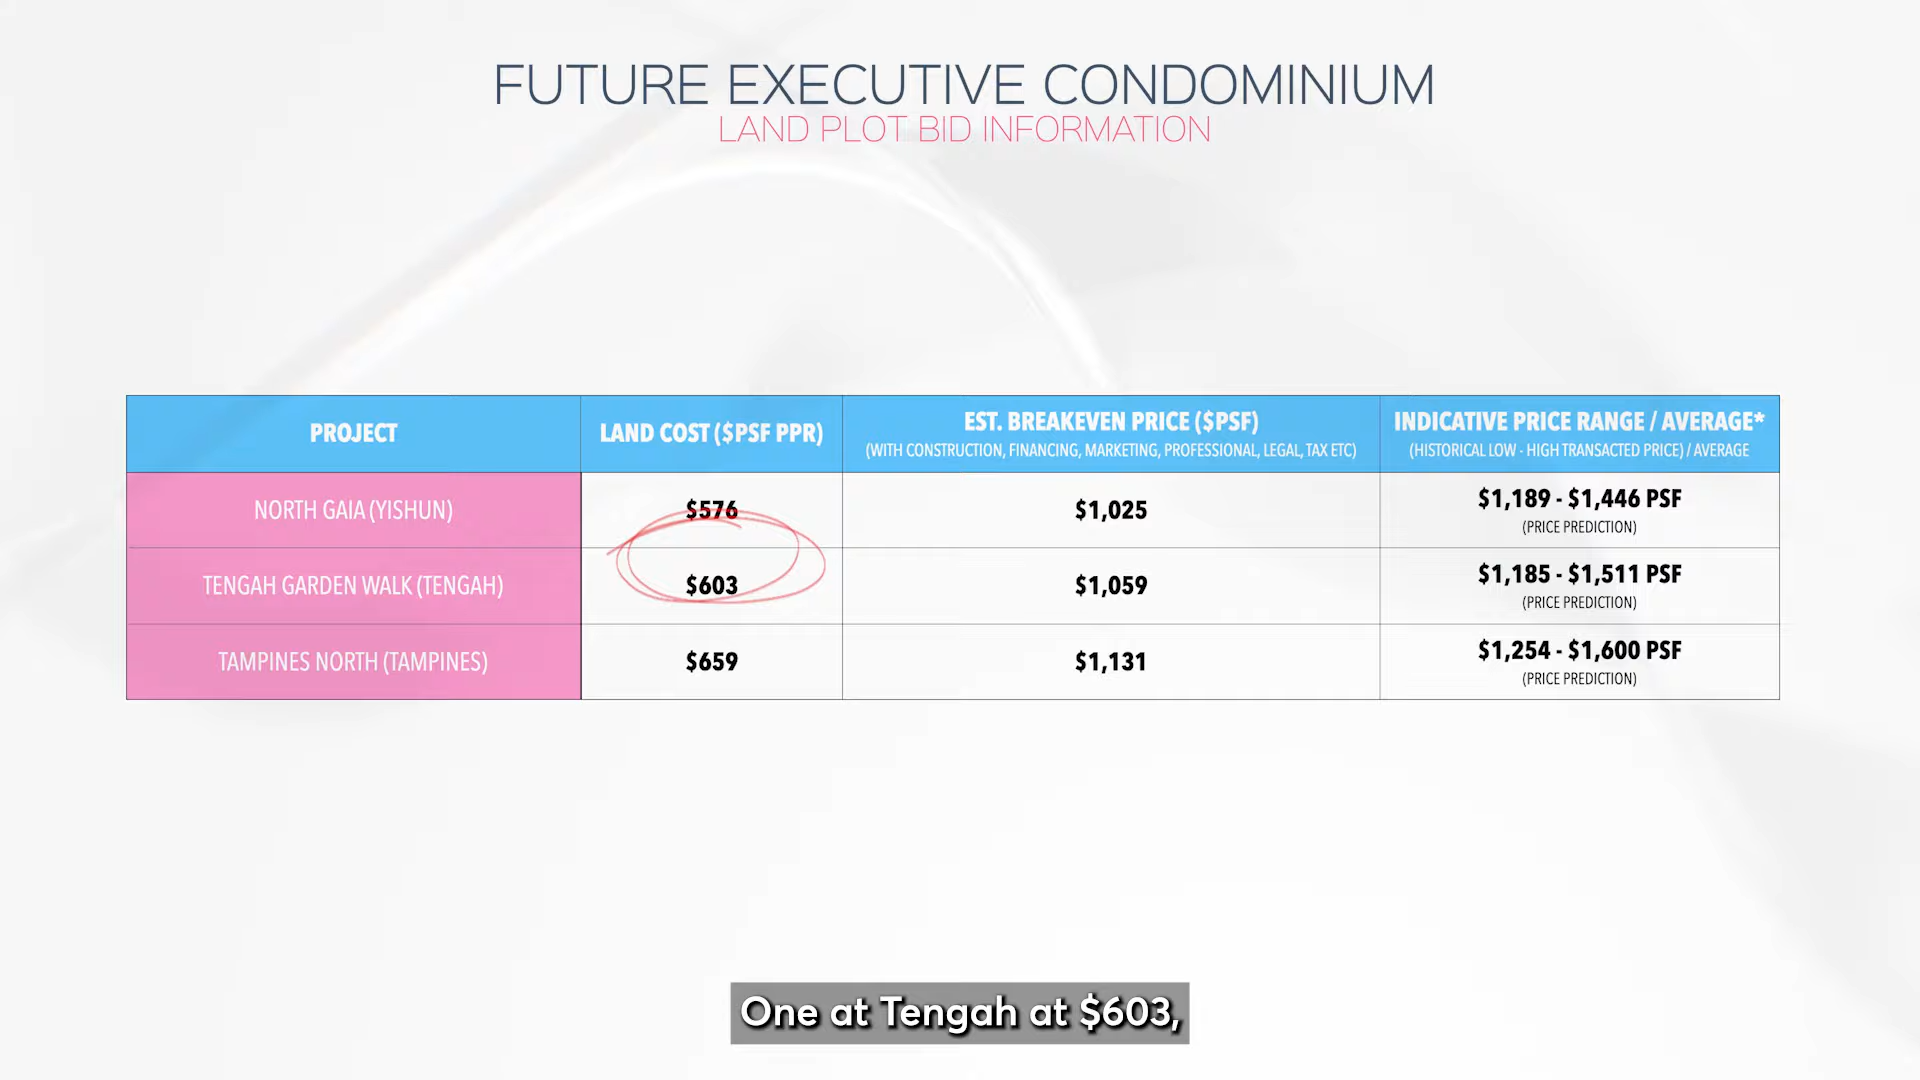 FUTURE EXECUTIVE CONDOMINIUM
LAND PLOT BID INFORMATION
PROJECT
LAND COST ($PSF PPR)
EST. BREAKEVEN PRICE ($PSF)
(WITH CONSTRUCTION, FINANCING, MARKETING, PROFESSIONAL, LEGAL, TAX ETC)
INDICATIVE PRICE RANGE / AVERAGE*
(HISTORICAL LOW - HIGH TRANSACTED PRICE) / AVERAGE
NORTH GAIA (YISHUN)
$576
$1,025
$1,189 - $1,446 PSF
(PRICE PREDICTION)
TENGAH GARDEN WALK (TENGAH)
$603
$1,059
$1,185 - $1,511 PSF
(PRICE PREDICTION)
TAMPINES NORTH (TAMPINES)
$659
$1,131
$1,254 - $1,600 PSF
(PRICE PREDICTION)
One at Tengah at $603,